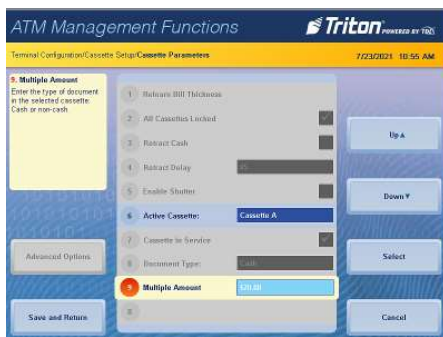 ATM Management Functions
Triton POWERED BY
Terminal Configuration/Cassette Setup/Cassette Parameters
7/23/2021 10:55 AM
9. Multiple Amount
Enter the type of document
in the selected cassette.
Cash or non-cash.
1 Relearn Bill Thickness
2 All Cassettes Locked
3 Retract Cash
4 Retract Delay
5 Enable Shutter
6 Active Cassette: Cassette A
7 Cassette in Service
8 Document Type: Cash
9 Multiple Amount $20.00
0
Advanced Options
Save and Return
Up ▲
Down ▼
Select
Cancel